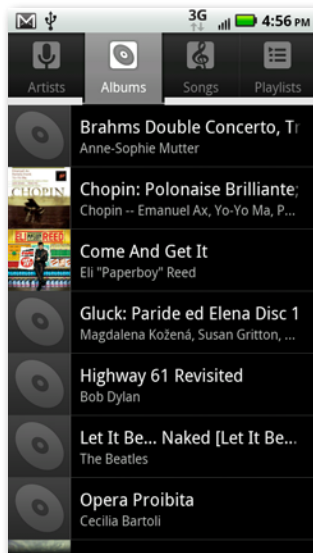 3G 4:56 PM
Artists Albums Songs Playlists
Brahms Double Concerto, Tr
Anne-Sophie Mutter
CHOPIN
Chopin: Polonaise Brilliante;
Chopin -- Emanuel Ax, Yo-Yo Ma, P...
ELI REED
Come And Get It
Eli "Paperboy" Reed
Gluck: Paride ed Elena Disc 1
Magdalena Kožená, Susan Gritton, ...
Highway 61 Revisited
Bob Dylan
Let It Be... Naked [Let It Be...
The Beatles
Opera Proibita
Cecilia Bartoli